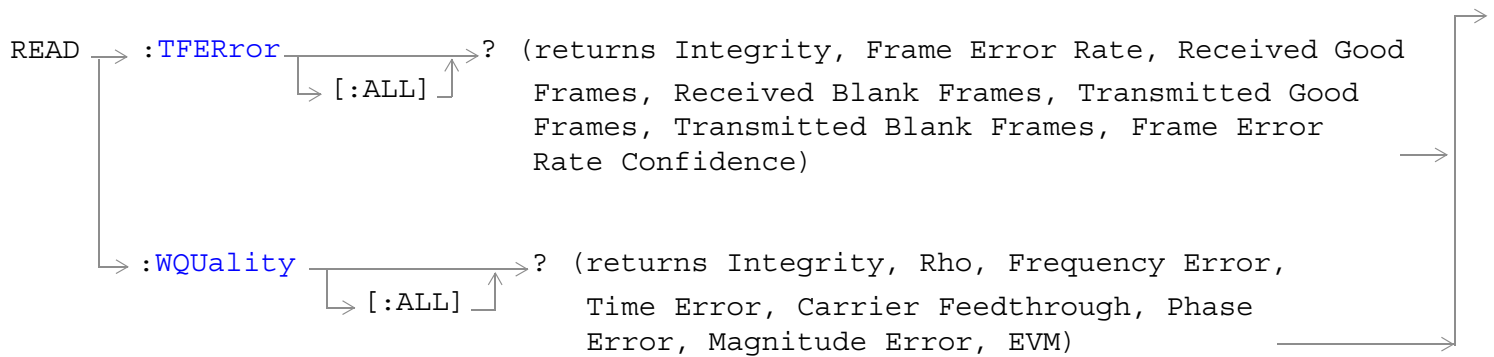 READ :TFERror ? (returns Integrity, Frame Error Rate, Received Good
[:ALL] Frames, Received Blank Frames, Transmitted Good
Frames, Transmitted Blank Frames, Frame Error
Rate Confidence)
:WQUality ? (returns Integrity, Rho, Frequency Error,
[:ALL] Time Error, Carrier Feedthrough, Phase
Error, Magnitude Error, EVM)